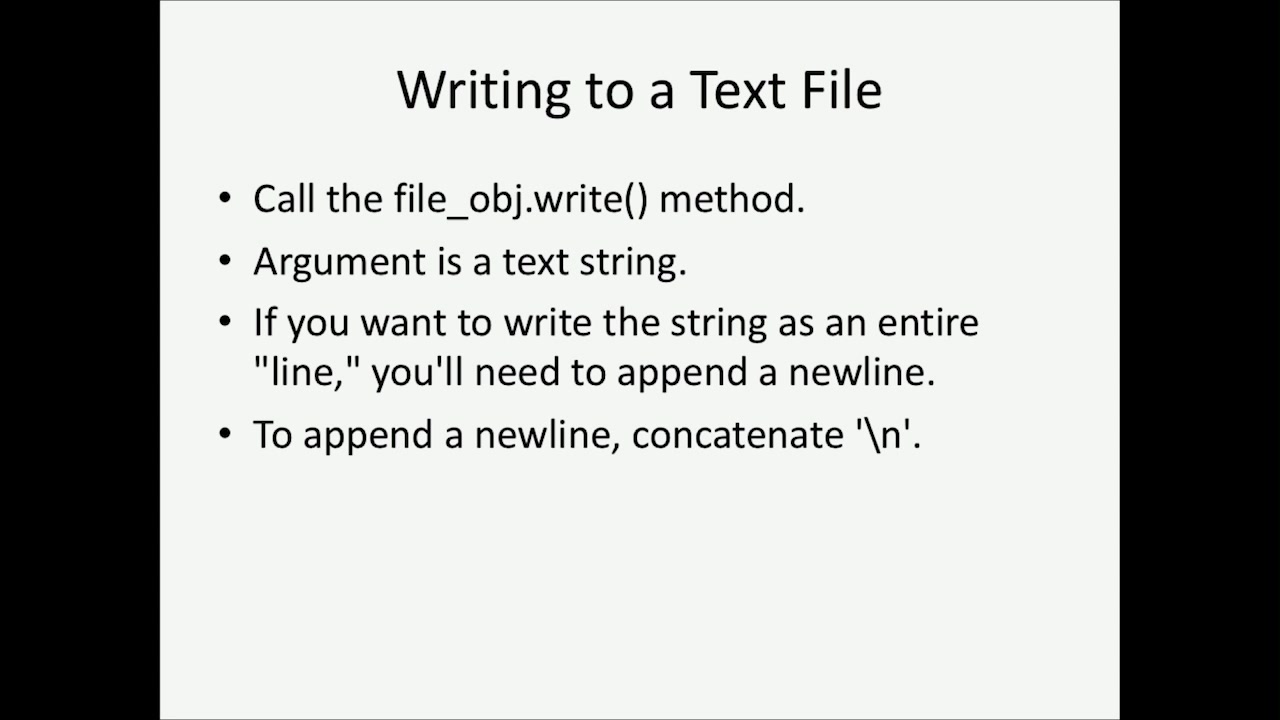 Writing to a Text File
• Call the file_obj.write() method.
• Argument is a text string.
• If you want to write the string as an entire
"line," you'll need to append a newline.
• To append a newline, concatenate '\n'.